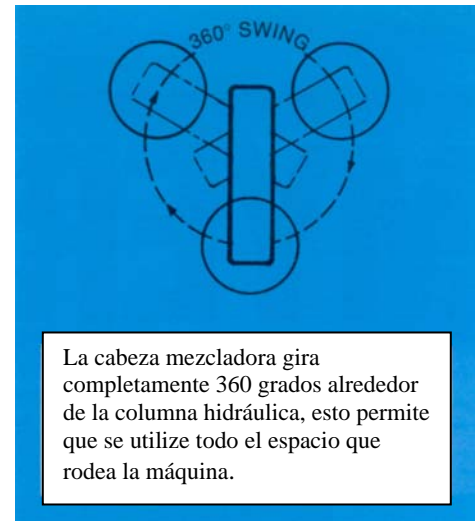 360° SWING
La cabeza mezcladora gira
completamente 360 grados alrededor
de la columna hidráulica, esto permite
que se utilize todo el espacio que
rodea la máquina.